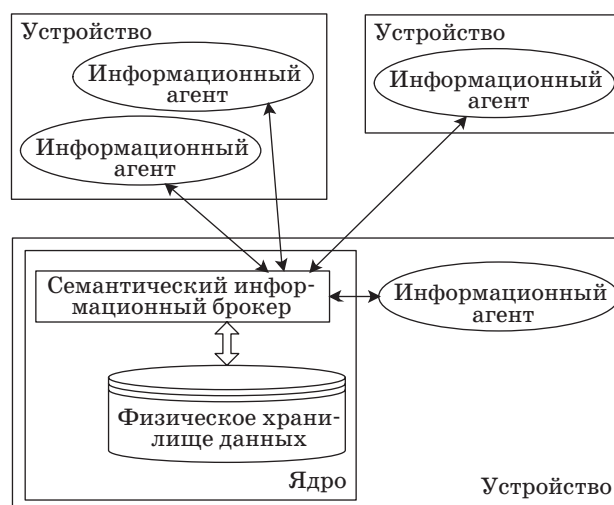 Устройство
Информационный
агент
Информационный
агент
Устройство
Информационный
агент
Семантический инфор-
мационный брокер
Информационный
агент
Физическое храни-
лище данных
Ядро
Устройство